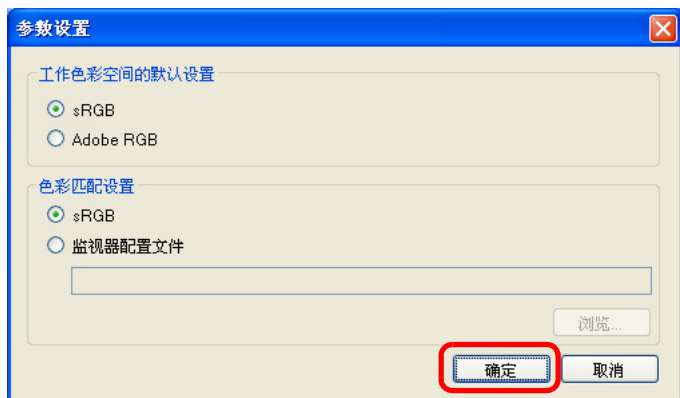 参数设置
工作色彩空间的默认设置
sRGB
Adobe RGB
色彩匹配设置
sRGB
监视器配置文件
浏览...
确定 取消